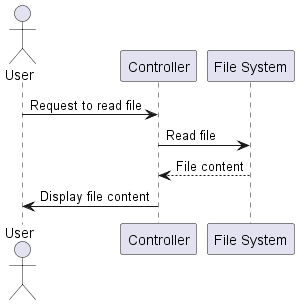 User
Controller
File System
Request to read file
Read file
File content
Display file content
User
Controller
File System